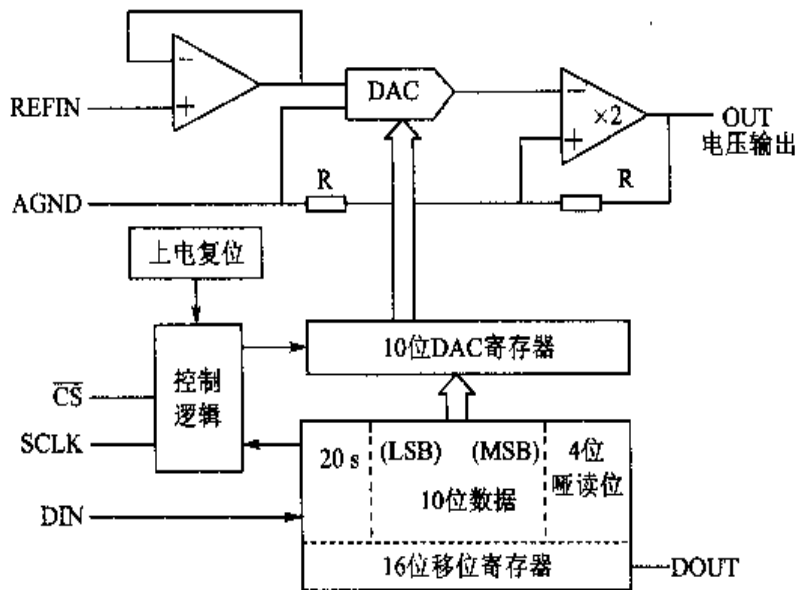 REFIN
DAC
×2
OUT
电压输出
AGND
R
R
上电复位
控制
逻辑
10位DAC寄存器
CS
SCLK
DIN
20 s
(LSB)
(MSB)
10位数据
4位
哑读位
16位移位寄存器
DOUT